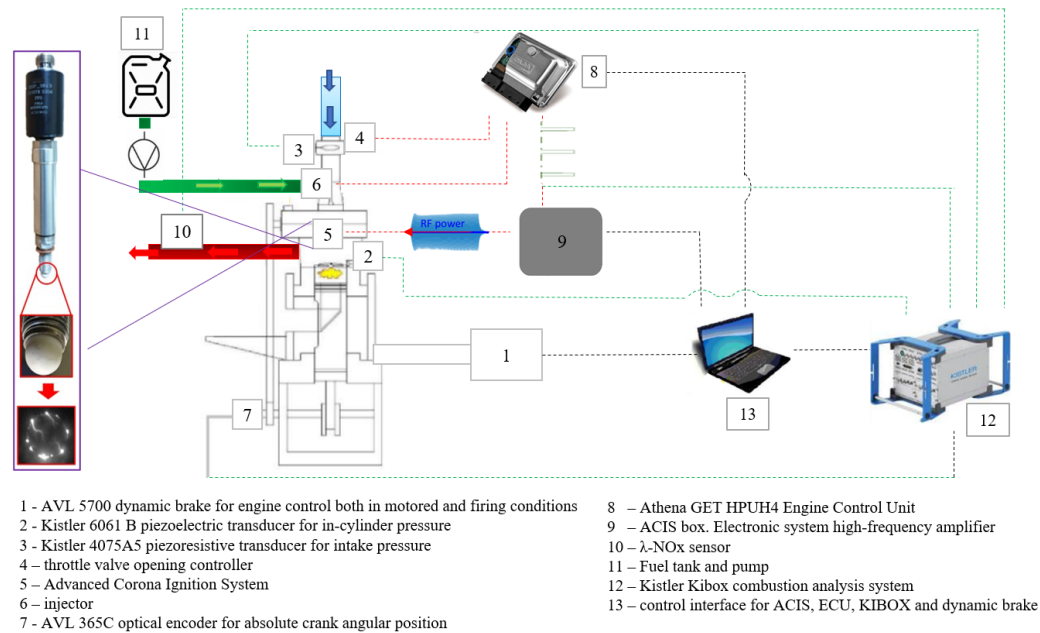 11
8
3
4
6
10
5
RF power
9
2
1
7
13
KISTLER
12
1 - AVL 5700 dynamic brake for engine control both in motored and firing conditions
2 - Kistler 6061 B piezoelectric transducer for in-cylinder pressure
3 - Kistler 4075A5 piezoresistive transducer for intake pressure
4 – throttle valve opening controller
5 – Advanced Corona Ignition System
6 – injector
7 - AVL 365C optical encoder for absolute crank angular position
8 – Athena GET HPUH4 Engine Control Unit
9 – ACIS box. Electronic system high-frequency amplifier
10 – λ-NOx sensor
11 – Fuel tank and pump
12 – Kistler Kibox combustion analysis system
13 – control interface for ACIS, ECU, KIBOX and dynamic brake